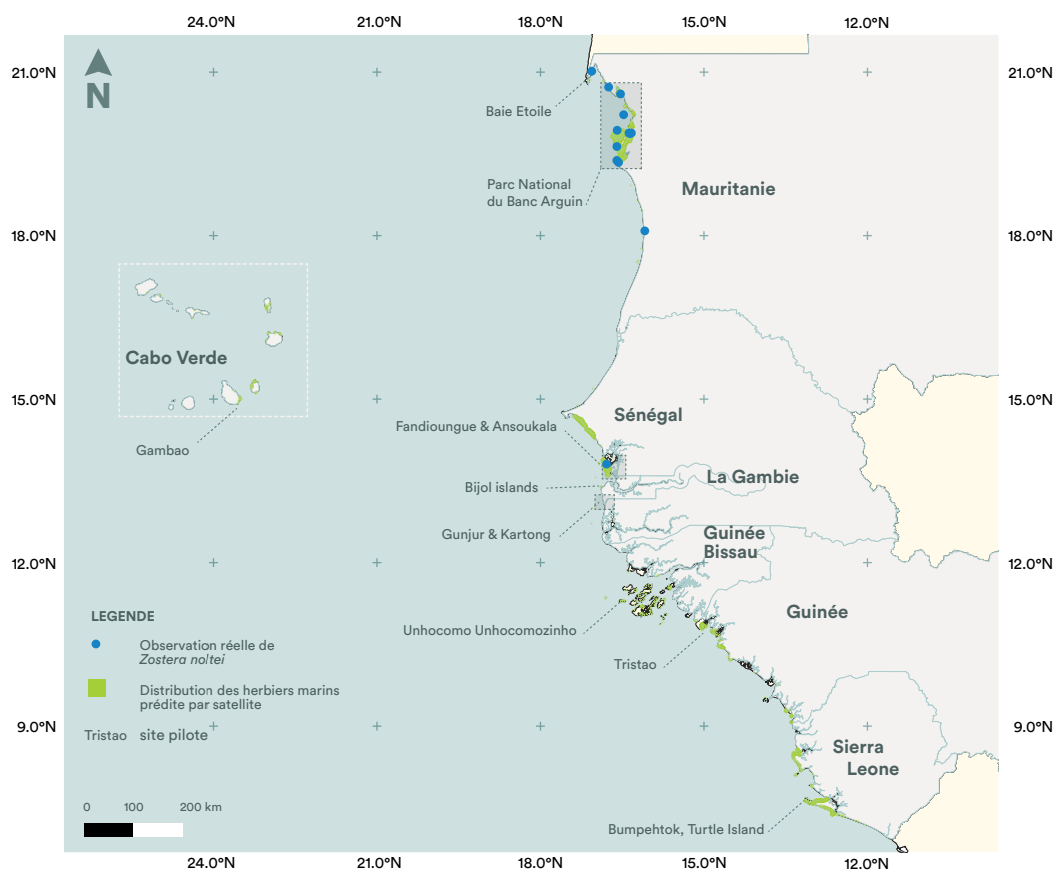 24.0°N 21.0°N 18.0°N 15.0°N 12.0°N
21.0°N 21.0°N
N
Baie Etoile
Parc National
du Banc Arguin
Mauritanie
18.0°N 18.0°N
Cabo Verde
15.0°N 15.0°N
Sénégal
Fandioungue & Ansoukala
Gambao
La Gambie
Bijol islands
Gunjur & Kartong
Guinée
Bissau
12.0°N 12.0°N
Guinée
LEGENDE
Unhocomo Unhocomozinho
Observation réelle de
Zostera noltei
Tristao
Distribution des herbiers marins
prédite par satellite
9.0°N 9.0°N
Tristao site pilote
Sierra
Leone
0 100 200 km
Bumpehtok, Turtle Island
24.0°N 21.0°N 18.0°N 15.0°N 12.0°N